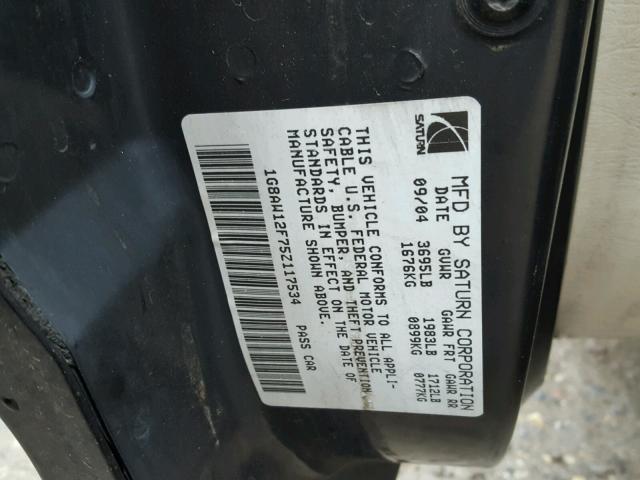 SATURN
MFD BY SATURN CORPORATION
DATE GVWR GAWR FRT GAWR RR
09/04 3695LB 1983LB 1712LB
1676KG 0899KG 0777KG
THIS VEHICLE CONFORMS TO ALL APPLI-
CABLE U.S. FEDERAL MOTOR VEHICLE
SAFETY, BUMPER, AND THEFT PREVENTION
STANDARDS IN EFFECT ON THE DATE OF
MANUFACTURE SHOWN ABOVE.
1G8AW12F75Z117534 PASS CAR